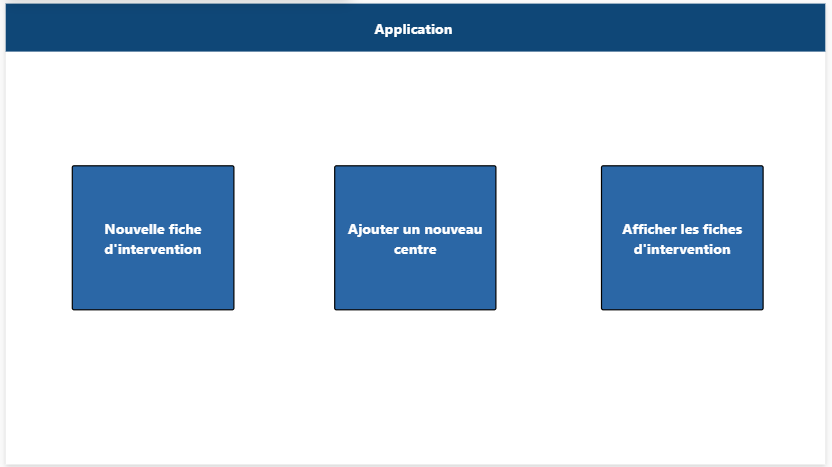 Application
Nouvelle fiche
d'intervention
Ajouter un nouveau
centre
Afficher les fiches
d'intervention